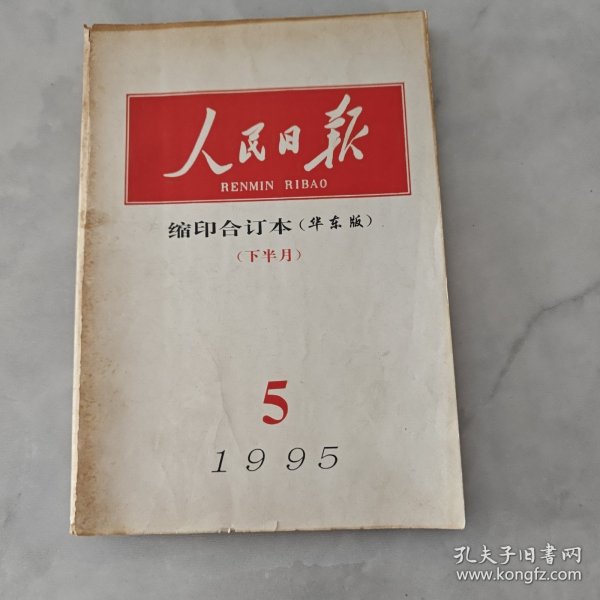 人民日报
RENMIN RIBAO
缩印合订本(华东版)
(下半月)
5
1995
孔夫子旧书网
www.kongfz.com